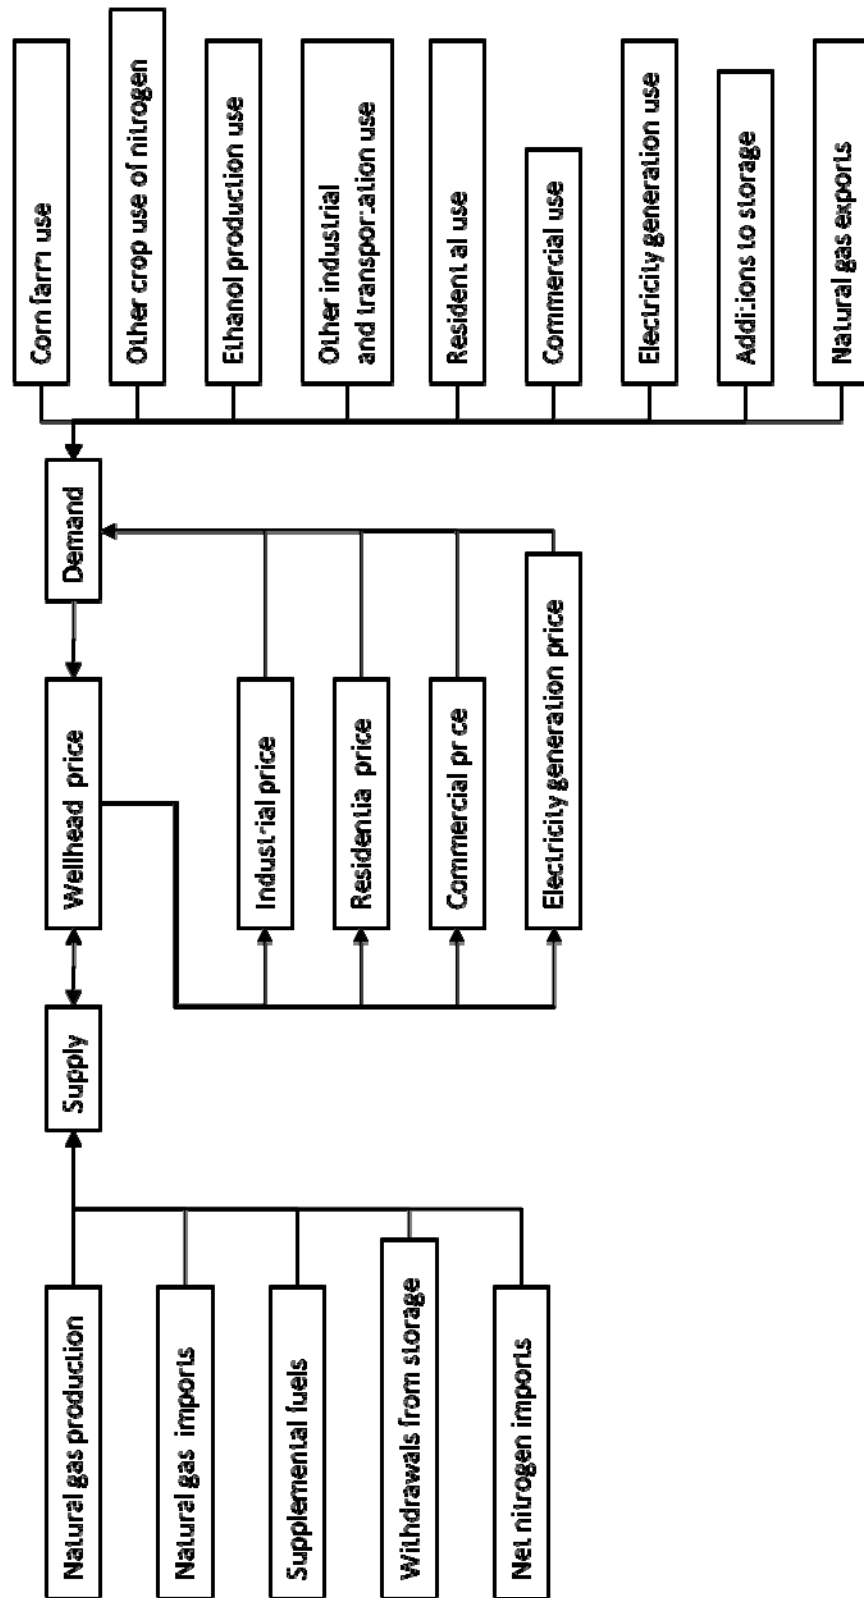 Natural gas production
Natural gas imports
Supplemental fuels
Withdrawals from storage
Net nitrogen imports
Supply
Wellhead price
Industrial price
Residential price
Commercial price
Electricity generation price
Demand
Corn farm use
Other crop use of nitrogen
Ethanol production use
Other industrial
and transportation use
Residential use
Commercial use
Electricity generation use
Additions to storage
Natural gas exports